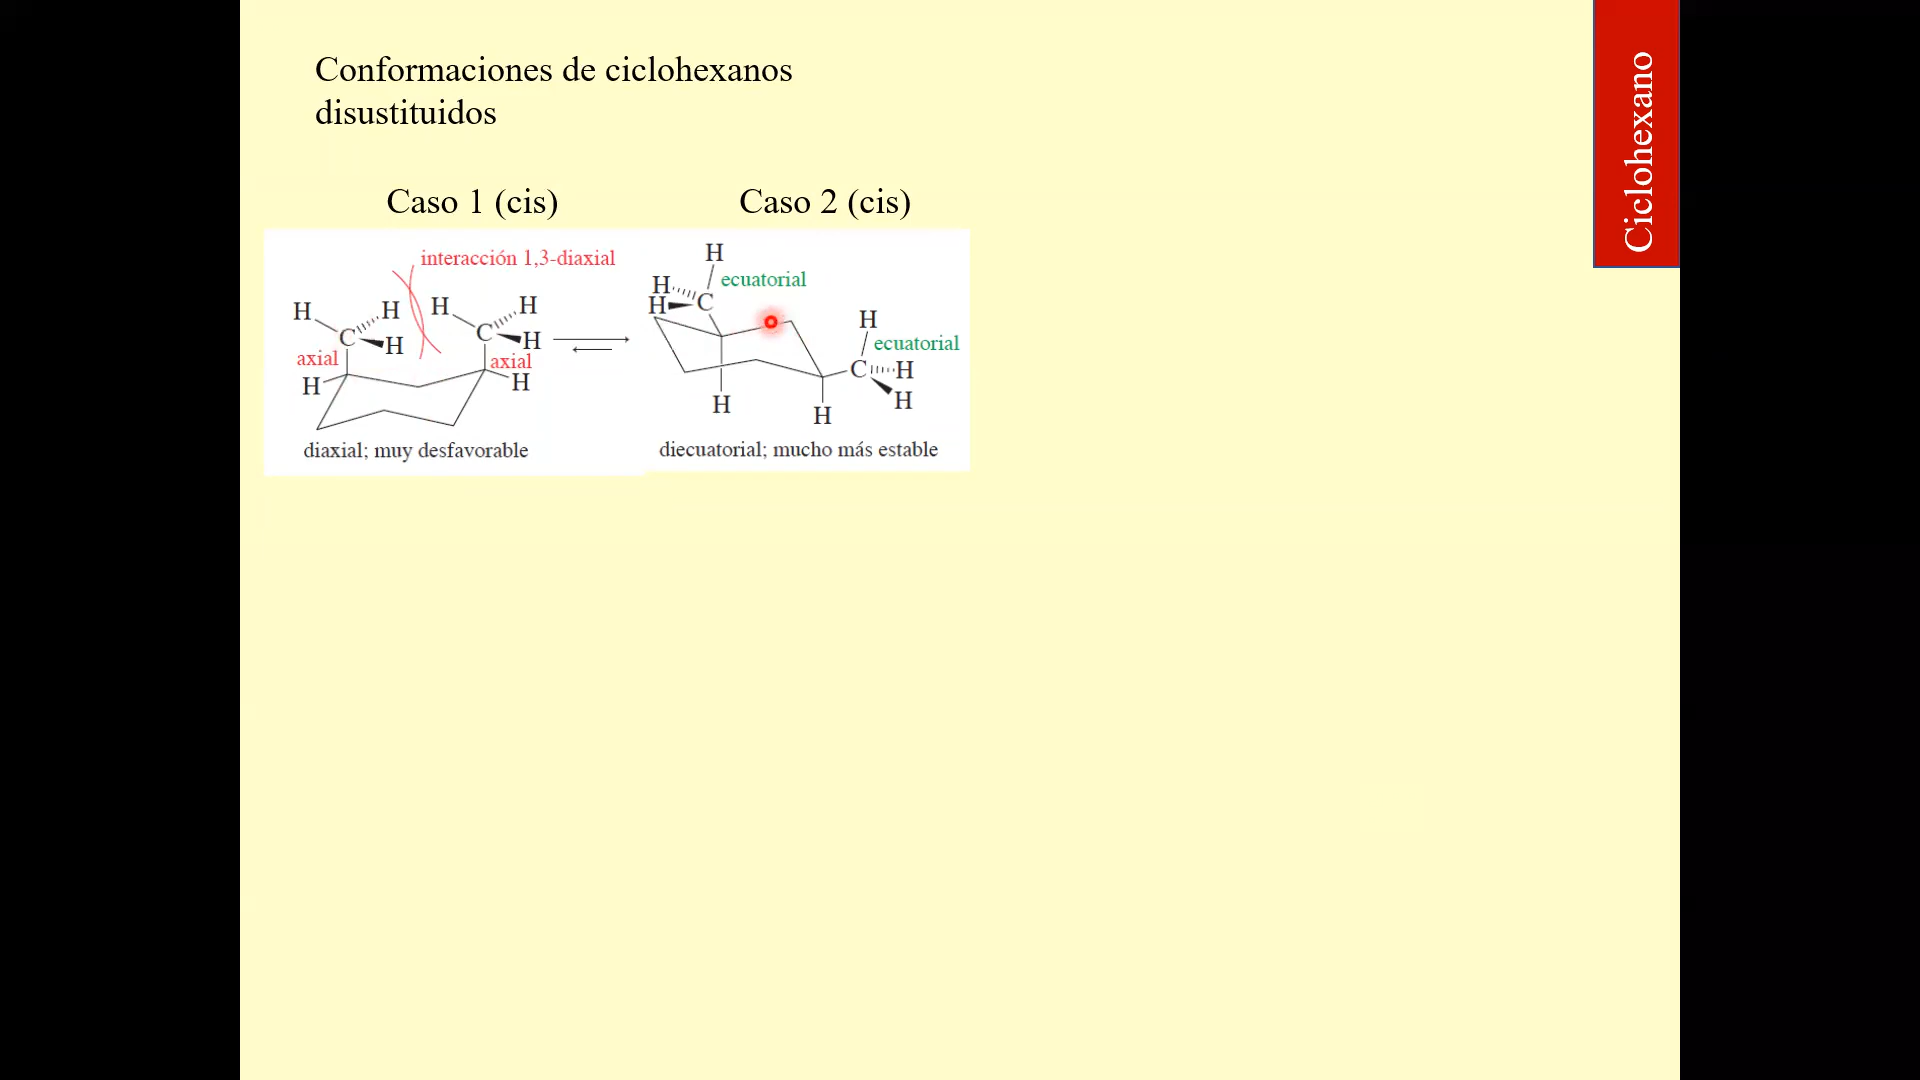 Conformaciones de ciclohexanos
disustituidos
Ciclohexano
Caso 1 (cis)
Caso 2 (cis)
interacción 1,3-diaxial
H
H
H
H
C
H
C
H
axial
axial
H
H
diaxial; muy desfavorable
H
ecuatorial
H
H
C
H
ecuatorial
C
H
H
H
H
diecuatorial; mucho más estable